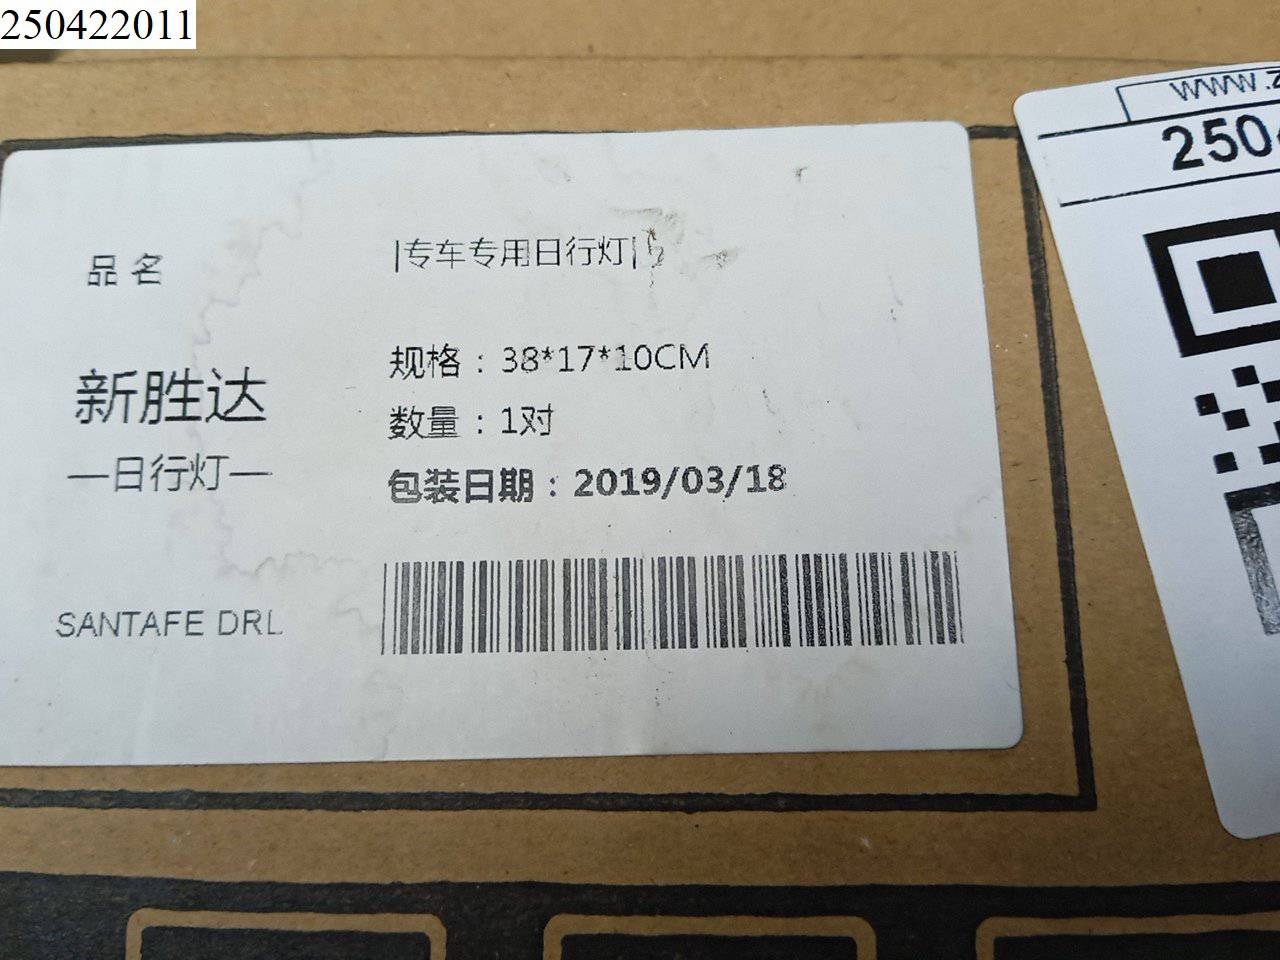 250422011
www.z
250
品名
|专车专用日行灯|
新胜达
—日行灯—
SANTAFE DRL
规格：38*17*10CM
数量：1对
包装日期：2019/03/18